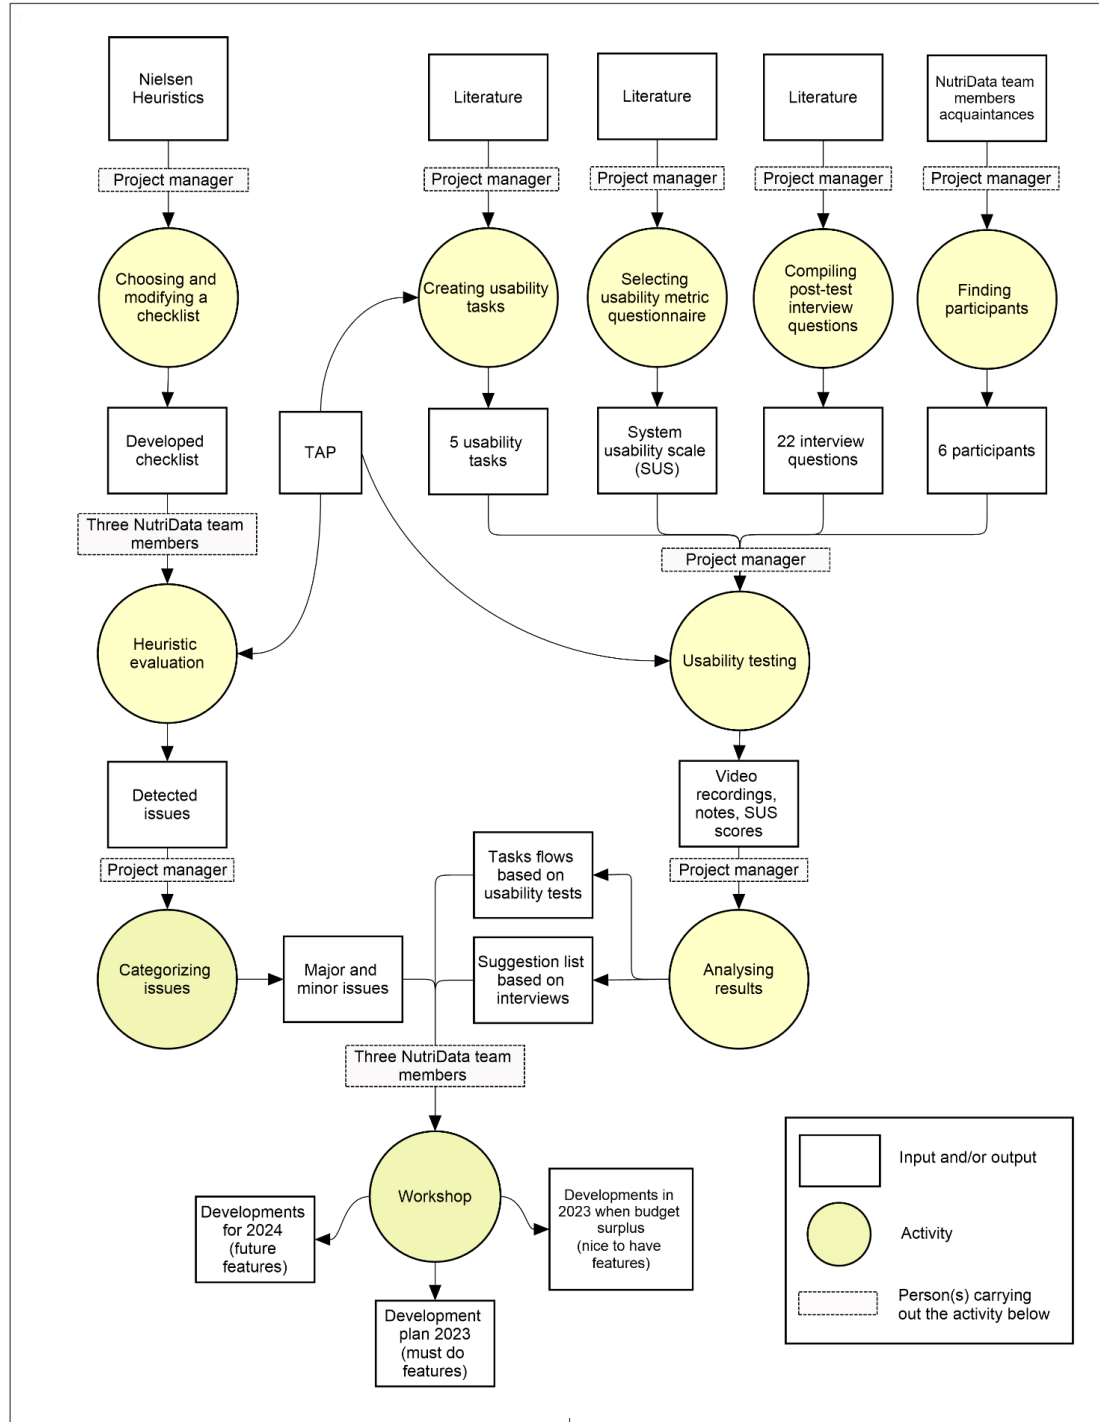 Nielsen
Heuristics
Literature
Literature
Literature
NutriData team
members
acquaintances
Project manager
Project manager
Project manager
Project manager
Project manager
Choosing and
modifying a
checklist
Creating usability
tasks
Selecting
usability metric
questionnaire
Compiling
post-test
interview
questions
Finding
participants
Developed
checklist
TAP
5 usability
tasks
System
usability scale
(SUS)
22 interview
questions
6 participants
Three NutriData team
members
Project manager
Heuristic
evaluation
Usability testing
Detected
issues
Video
recordings,
notes, SUS
scores
Project manager
Tasks flows
based on
usability tests
Project manager
Categorizing
issues
Major and
minor issues
Suggestion list
based on
interviews
Analysing
results
Three NutriData team
members
Workshop
Developments
for 2024
(future
features)
Developments in
2023 when budget
surplus
(nice to have
features)
Development
plan 2023
(must do
features)
Input and/or output
Activity
Person(s) carrying
out the activity below